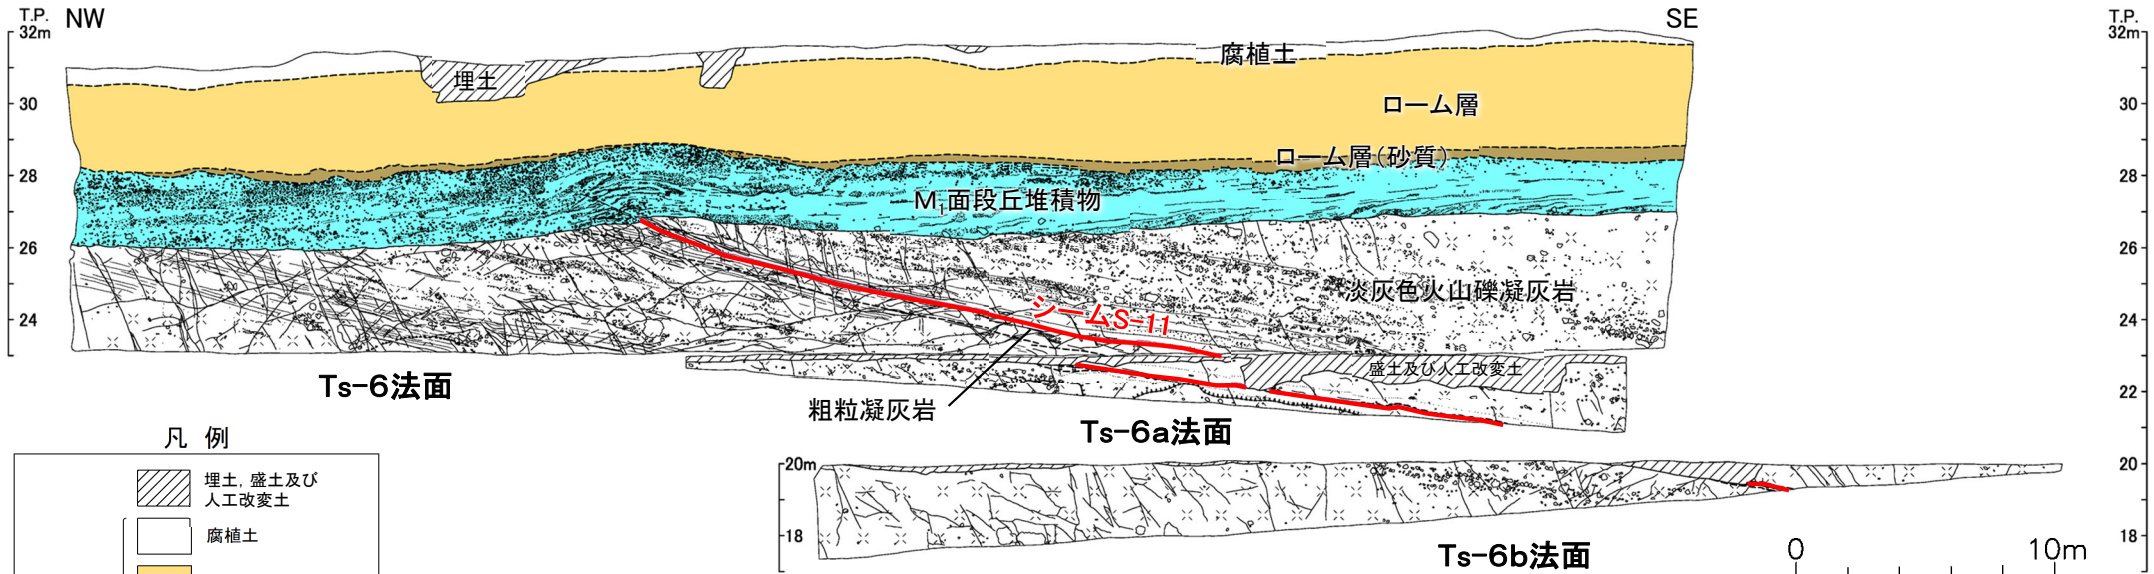 T.P.
NW
SE
T.P.
32m
32m
腐植土
埋土
30
ローム層
30
ローム層(砂質)
28
28
M1面段丘堆積物
26
26
淡灰色火山礫凝灰岩
シームS-11
24
24
盛土及び人工改変土
Ts-6法面
22
粗粒凝灰岩
Ts-6a法面
凡 例
20m
20
埋土, 盛土及び
人工改変土
腐植土
18
18
Ts-6b法面
0
10m